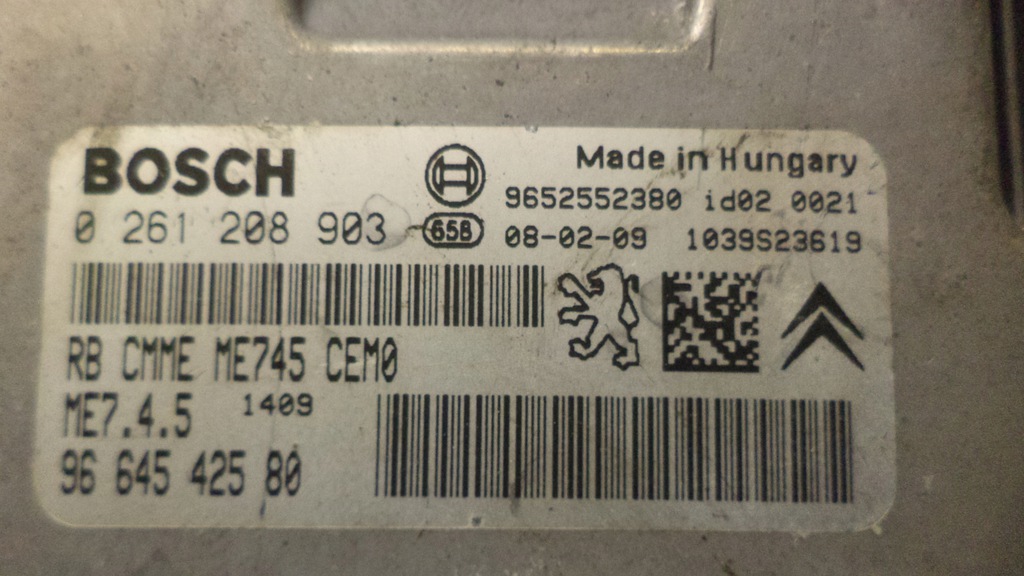 BOSCH
Made in Hungary
9652552380 id02 0021
0 261 208 903
65B
08-02-09 1039S23619
RB CMME ME745 CEM0
ME7.4.5 1409
96 645 425 80